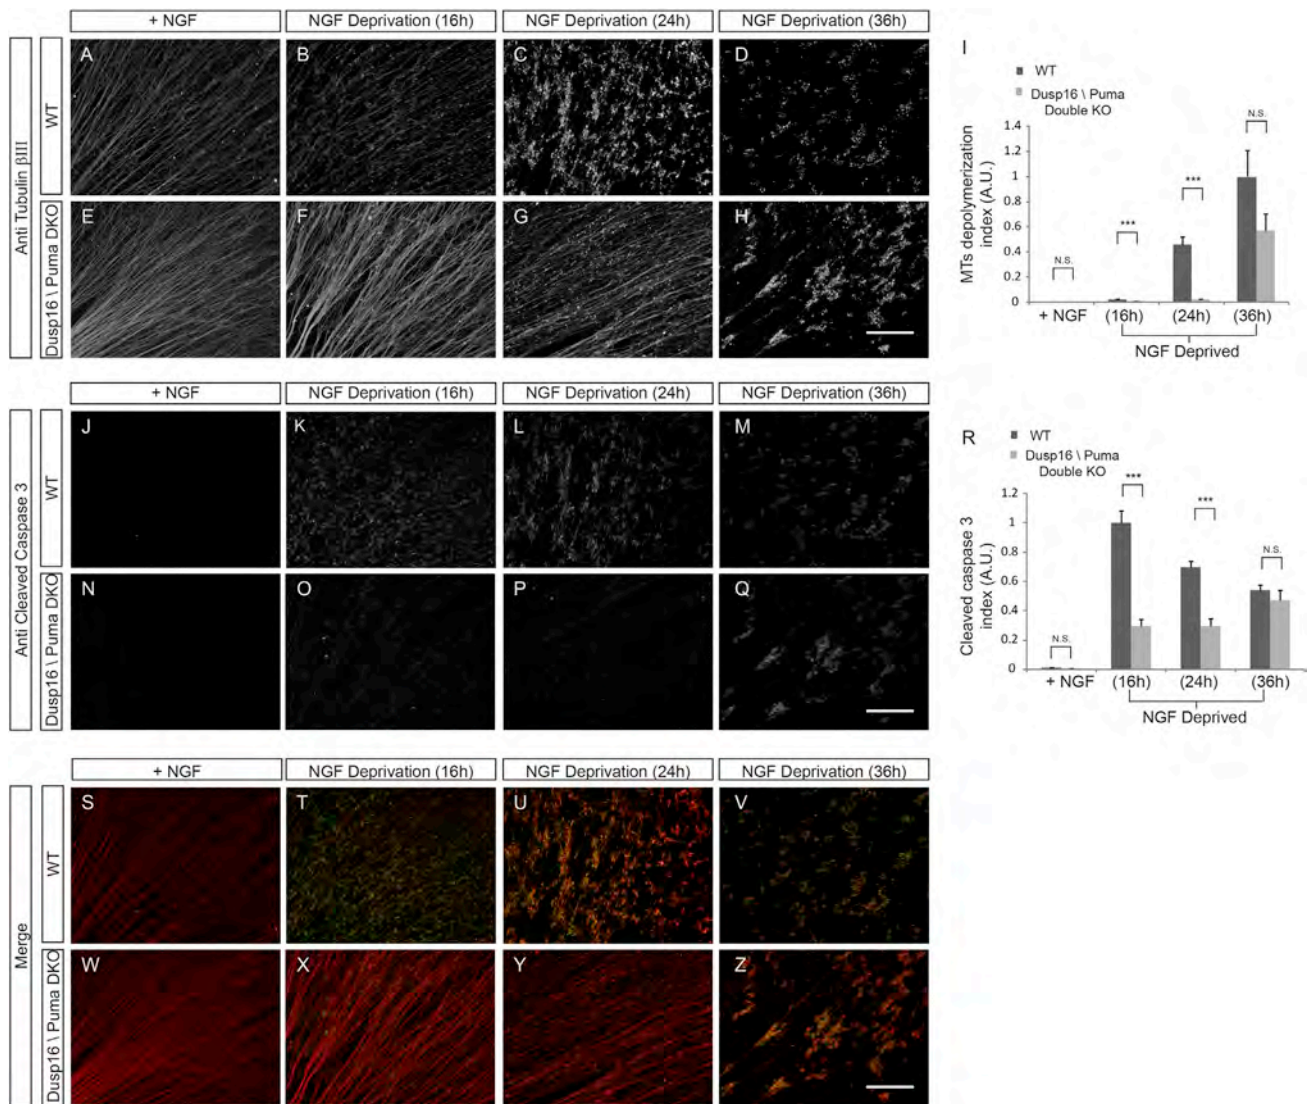 + NGF
NGF Deprivation (16h)
NGF Deprivation (24h)
NGF Deprivation (36h)
Anti Tubulin βIII
WT
Dusp16 \ Puma DKO
A
B
C
D
E
F
G
H
I
WT
Dusp16 \ Puma
Double KO
MTs depolymerization
index (A.U.)
1.4
1.2
1
0.8
0.6
0.4
0.2
0
N.S.
***
***
N.S.
+ NGF
(16h)
(24h)
(36h)
NGF Deprived
+ NGF
NGF Deprivation (16h)
NGF Deprivation (24h)
NGF Deprivation (36h)
Anti Cleaved Caspase 3
WT
Dusp16 \ Puma DKO
J
K
L
M
N
O
P
Q
R
WT
Dusp16 \ Puma
Double KO
Cleaved caspase 3
index (A.U.)
1.2
1
0.8
0.6
0.4
0.2
0
N.S.
***
***
N.S.
+ NGF
(16h)
(24h)
(36h)
NGF Deprived
+ NGF
NGF Deprivation (16h)
NGF Deprivation (24h)
NGF Deprivation (36h)
Merge
WT
Dusp16 \ Puma DKO
S
T
U
V
W
X
Y
Z